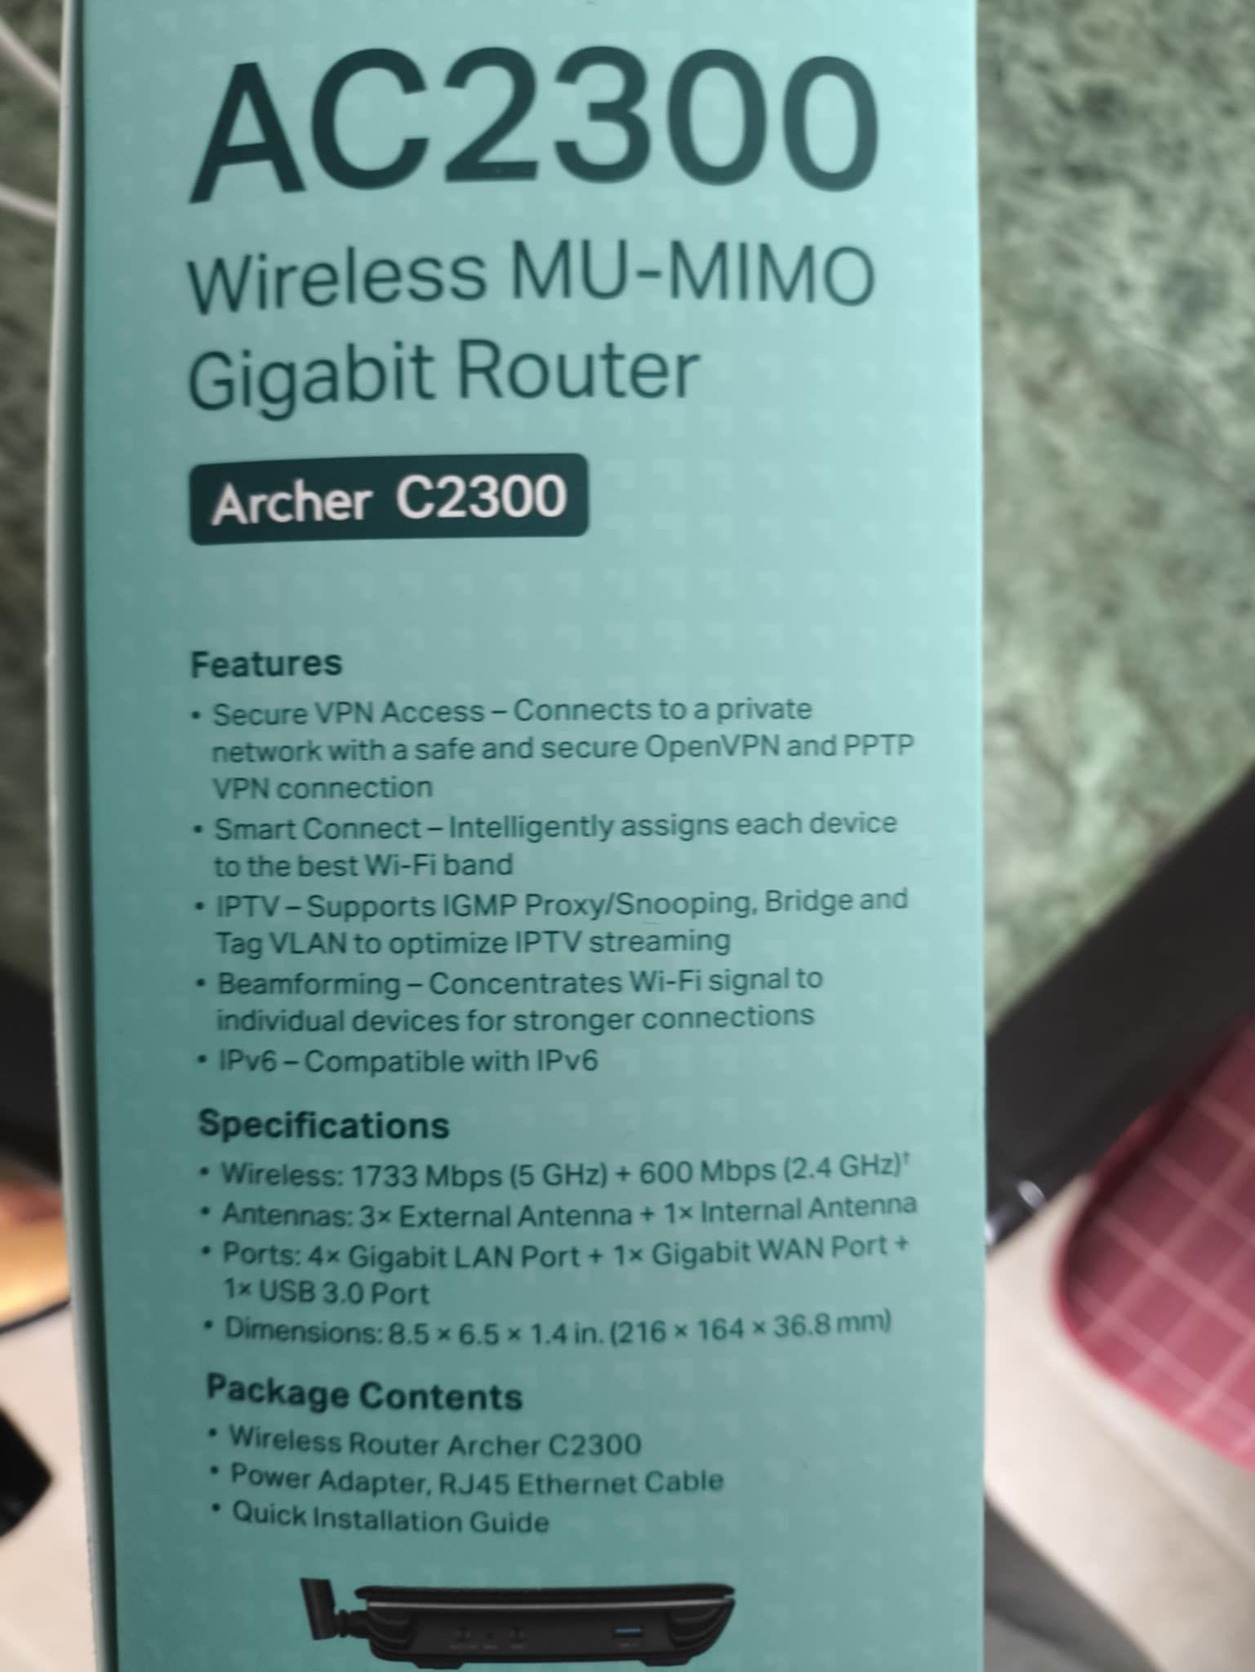 AC2300
Wireless MU-MIMO
Gigabit Router
Archer C2300
Features
• Secure VPN Access – Connects to a private
network with a safe and secure OpenVPN and PPTP
VPN connection
• Smart Connect – Intelligently assigns each device
to the best Wi-Fi band
• IPTV – Supports IGMP Proxy/Snooping, Bridge and
Tag VLAN to optimize IPTV streaming
• Beamforming – Concentrates Wi-Fi signal to
individual devices for stronger connections
• IPv6 – Compatible with IPv6
Specifications
• Wireless: 1733 Mbps (5 GHz) + 600 Mbps (2.4 GHz)†
• Antennas: 3× External Antenna + 1× Internal Antenna
• Ports: 4× Gigabit LAN Port + 1× Gigabit WAN Port +
1× USB 3.0 Port
• Dimensions: 8.5 × 6.5 × 1.4 in. (216 × 164 × 36.8 mm)
Package Contents
• Wireless Router Archer C2300
• Power Adapter, RJ45 Ethernet Cable
• Quick Installation Guide